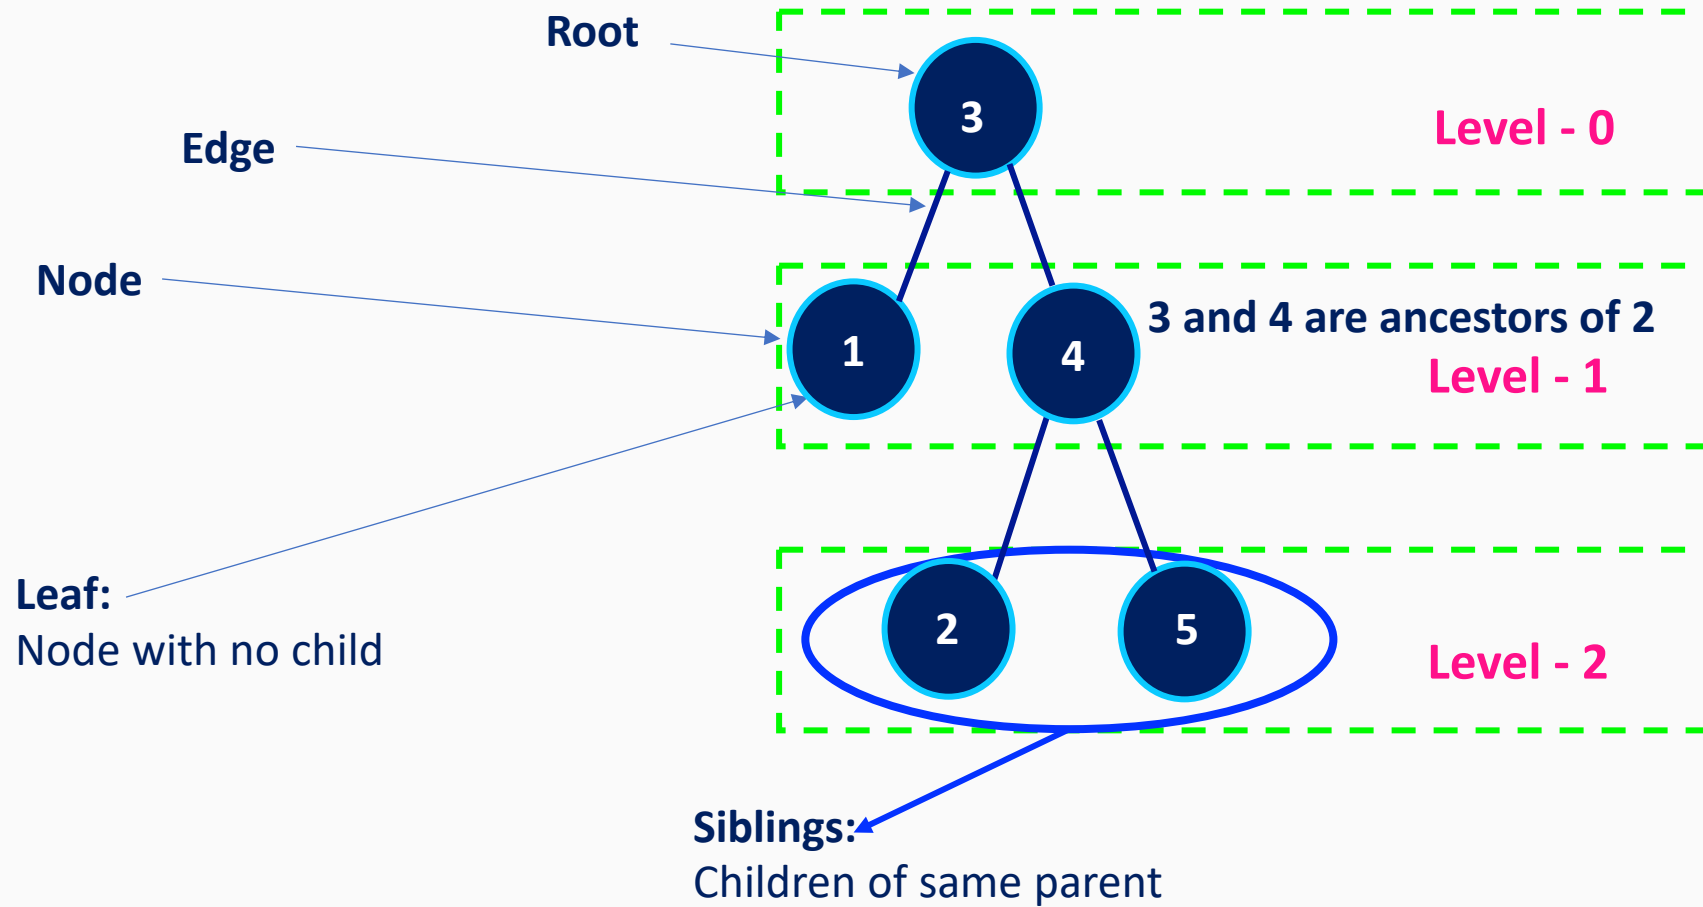 Root
3
Level - 0
Edge
Node
1
4
3 and 4 are ancestors of 2
Level - 1
Leaf:
Node with no child
2
5
Level - 2
Siblings:
Children of same parent